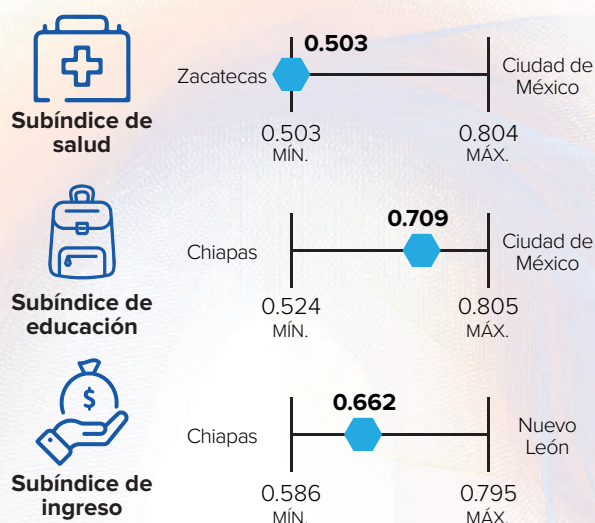 0.503
Zacatecas
Ciudad de
México
Subíndice de
salud
0.503
MÍN.
0.804
MÁX.
0.709
Chiapas
Ciudad de
México
Subíndice de
educación
0.524
MÍN.
0.805
MÁX.
$
0.662
Chiapas
Nuevo
León
Subíndice de
ingreso
0.586
MÍN.
0.795
MÁX.